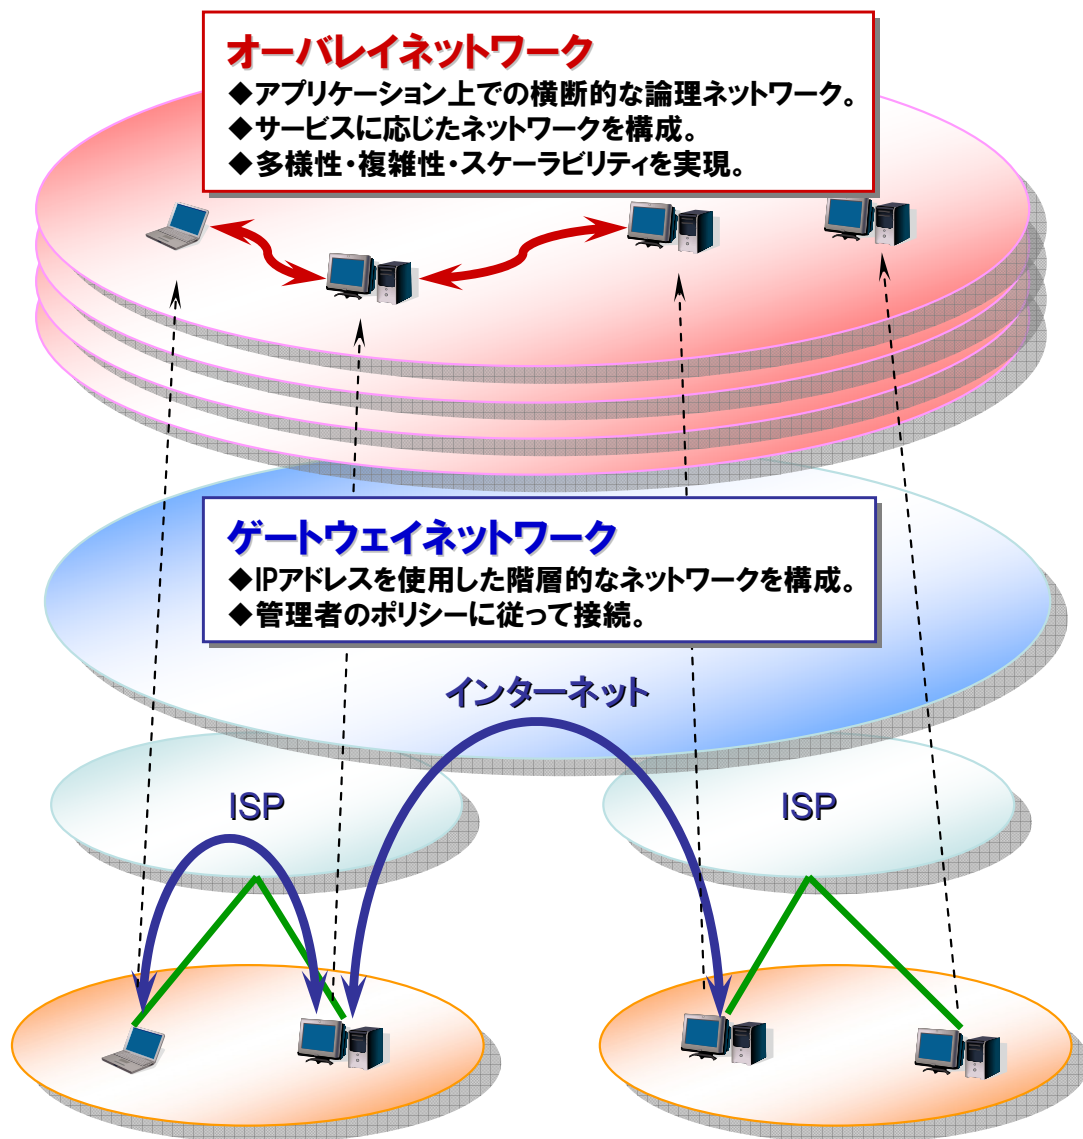 オーバレイネットワーク
◆アプリケーション上での横断的な論理ネットワーク。
◆サービスに応じたネットワークを構成。
◆多様性・複雑性・スケーラビリティを実現。
ゲートウェイネットワーク
◆IPアドレスを使用した階層的なネットワークを構成。
◆管理者のポリシーに従って接続。
インターネット
ISP
ISP